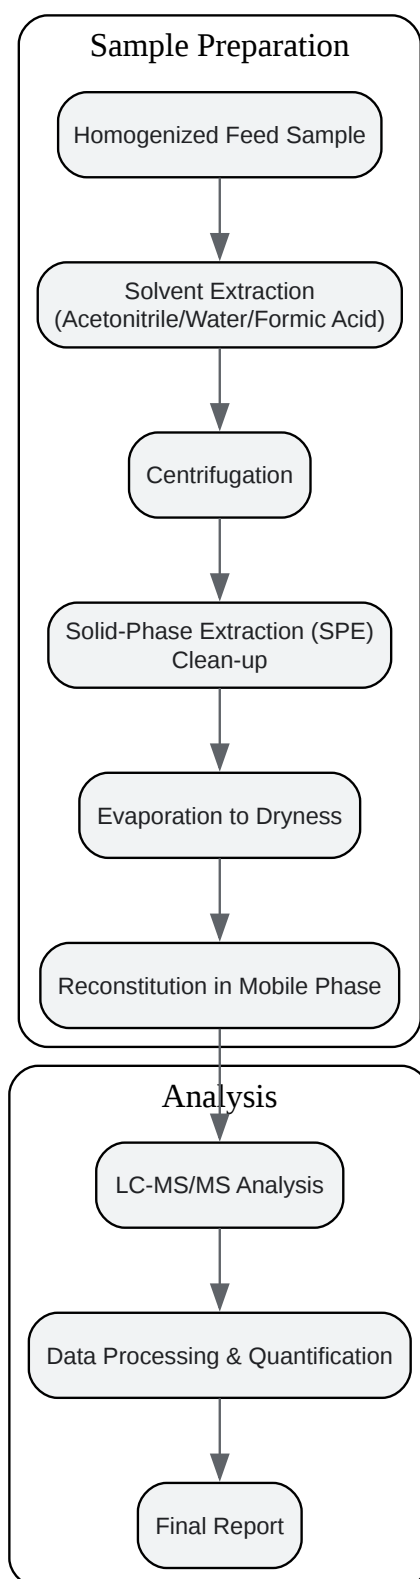 Sample Preparation
Homogenized Feed Sample
Solvent Extraction
(Acetonitrile/Water/Formic Acid)
Centrifugation
Solid-Phase Extraction (SPE)
Clean-up
Evaporation to Dryness
Reconstitution in Mobile Phase
Analysis
LC-MS/MS Analysis
Data Processing & Quantification
Final Report